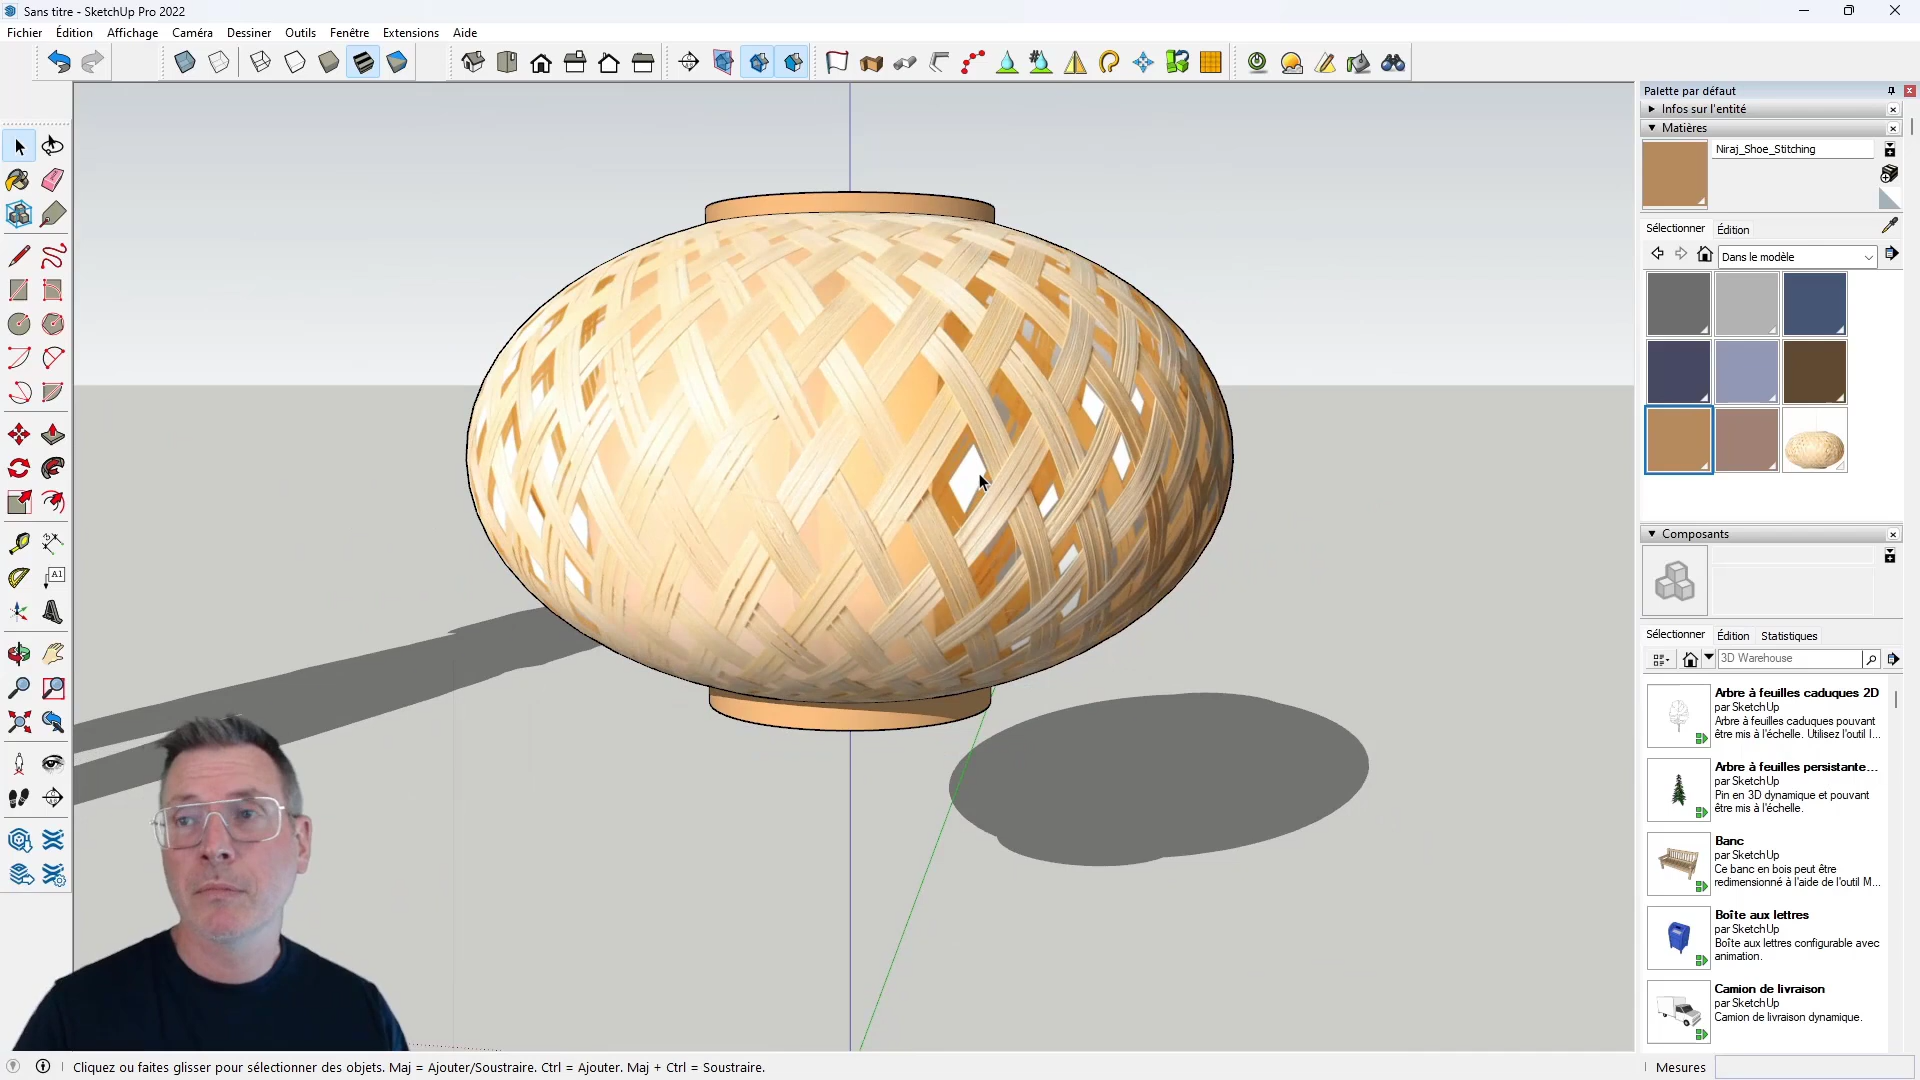 Sans titre - SketchUp Pro 2022
Fichier Édition Affichage Caméra Dessiner Outils Fenêtre Extensions Aide
Palette par défaut
Infos sur l'entité
Matières
Niraj_Shoe_Stitching
Sélectionner Édition
Dans le modèle
Composants
Sélectionner Édition Statistiques
3D Warehouse
Arbre à feuilles caduques 2D
par SketchUp
Arbre à feuilles caduques pouvant
être mis à l'échelle. Utilisez l'outil l...
Arbre à feuilles persistante...
par SketchUp
Pin en 3D dynamique et pouvant
être mis à l'échelle.
Banc
par SketchUp
Ce banc en bois peut être
redimensionné à l'aide de l'outil M...
Boîte aux lettres
par SketchUp
Boîte aux lettres configurable avec
animation.
Camion de livraison
par SketchUp
Camion de livraison dynamique.
Cliquez ou faites glisser pour sélectionner des objets. Maj = Ajouter/Soustraire. Ctrl = Ajouter. Maj + Ctrl = Soustraire.
Mesures